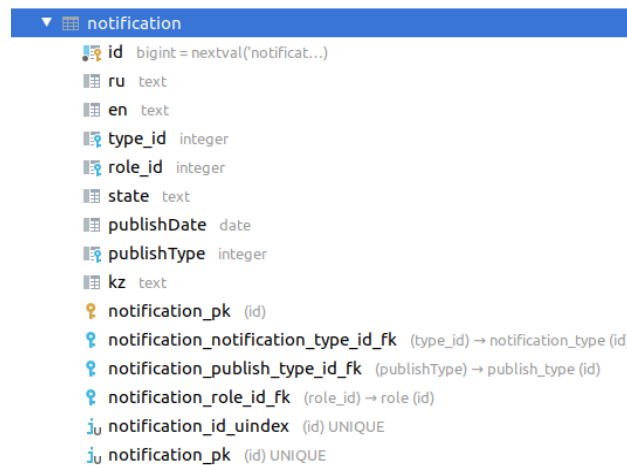 notification
id bigint = nextval('notificat...)
ru text
en text
type_id integer
role_id integer
state text
publishDate date
publishType integer
kz text
notification_pk (id)
notification_notification_type_id_fk (type_id) → notification_type (id)
notification_publish_type_id_fk (publishType) → publish_type (id)
notification_role_id_fk (role_id) → role (id)
notification_id_uindex (id) UNIQUE
notification_pk (id) UNIQUE